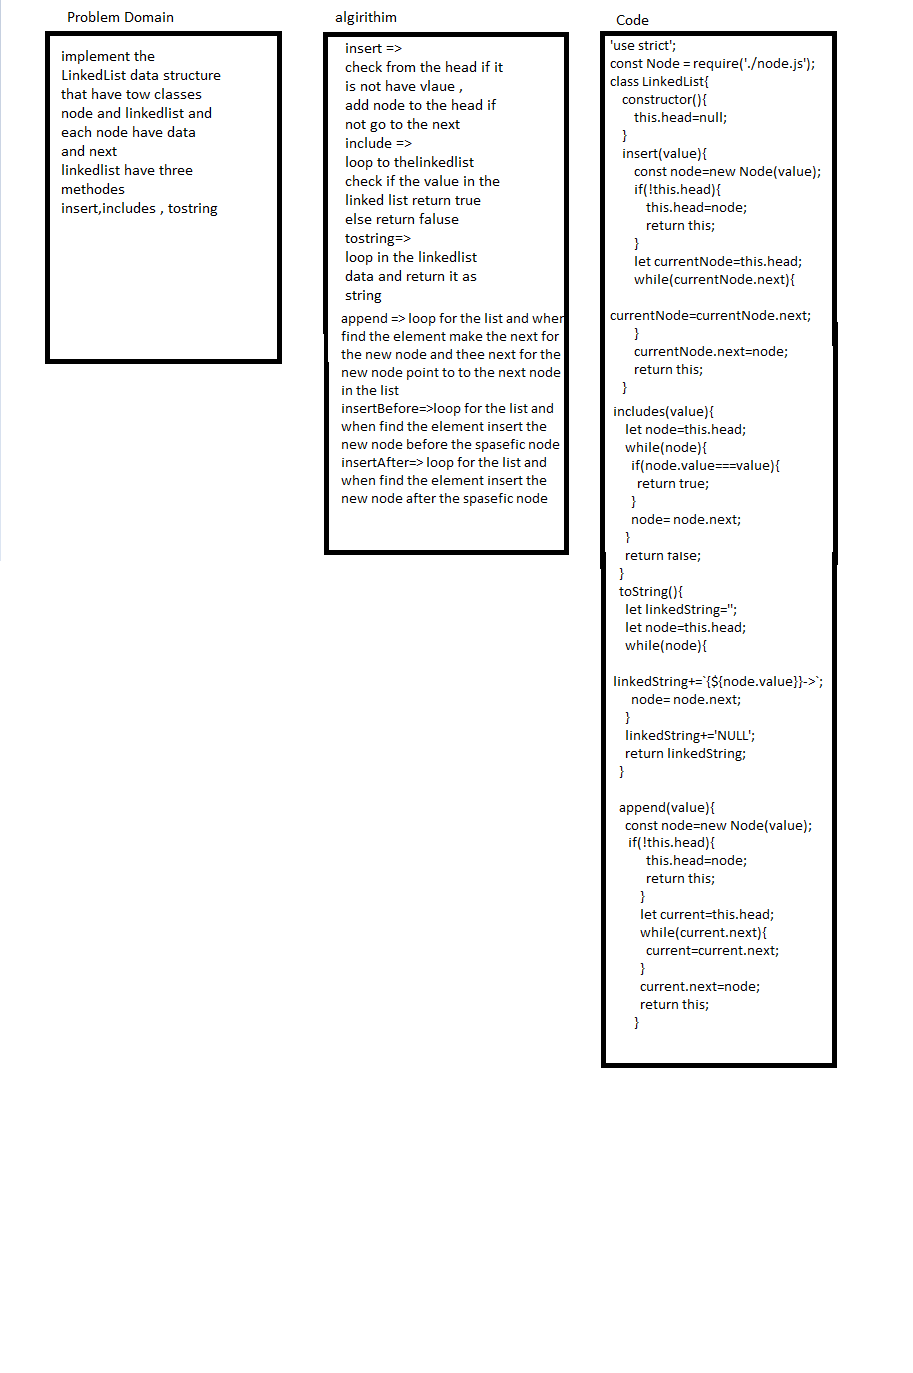 Problem Domain
implement the
LinkedList data structure
that have tow classes
node and linkedlist and
each node have data
and next
linkedlist have three
methodes
insert,includes , tostring
algirithim
insert =>
check from the head if it
is not have vlaue ,
add node to the head if
not go to the next
include =>
loop to thelinkedlist
check if the value in the
linked list return true
else return faluse
tostring=>
loop in the linkedlist
data and return it as
string
append => loop for the list and when
find the element make the next for
the new node and thee next for the
new node point to to the next node
in the list
insertBefore=>loop for the list and
when find the element insert the
new node before the spasefic node
insertAfter=> loop for the list and
when find the element insert the
new node after the spasefic node
Code
'use strict';
const Node = require('./node.js');
class LinkedList{
constructor(){
this.head=null;
}
insert(value){
const node=new Node(value);
if(!this.head){
this.head=node;
return this;
}
let currentNode=this.head;
while(currentNode.next){
currentNode=currentNode.next;
}
currentNode.next=node;
return this;
}
includes(value){
let node=this.head;
while(node){
if(node.value===value){
return true;
}
node= node.next;
}
return false;
}
toString(){
let linkedString='';
let node=this.head;
while(node){
linkedString+=`{${node.value}}->`;
node= node.next;
}
linkedString+='NULL';
return linkedString;
}
append(value){
const node=new Node(value);
if(!this.head){
this.head=node;
return this;
}
let current=this.head;
while(current.next){
current=current.next;
}
current.next=node;
return this;
}